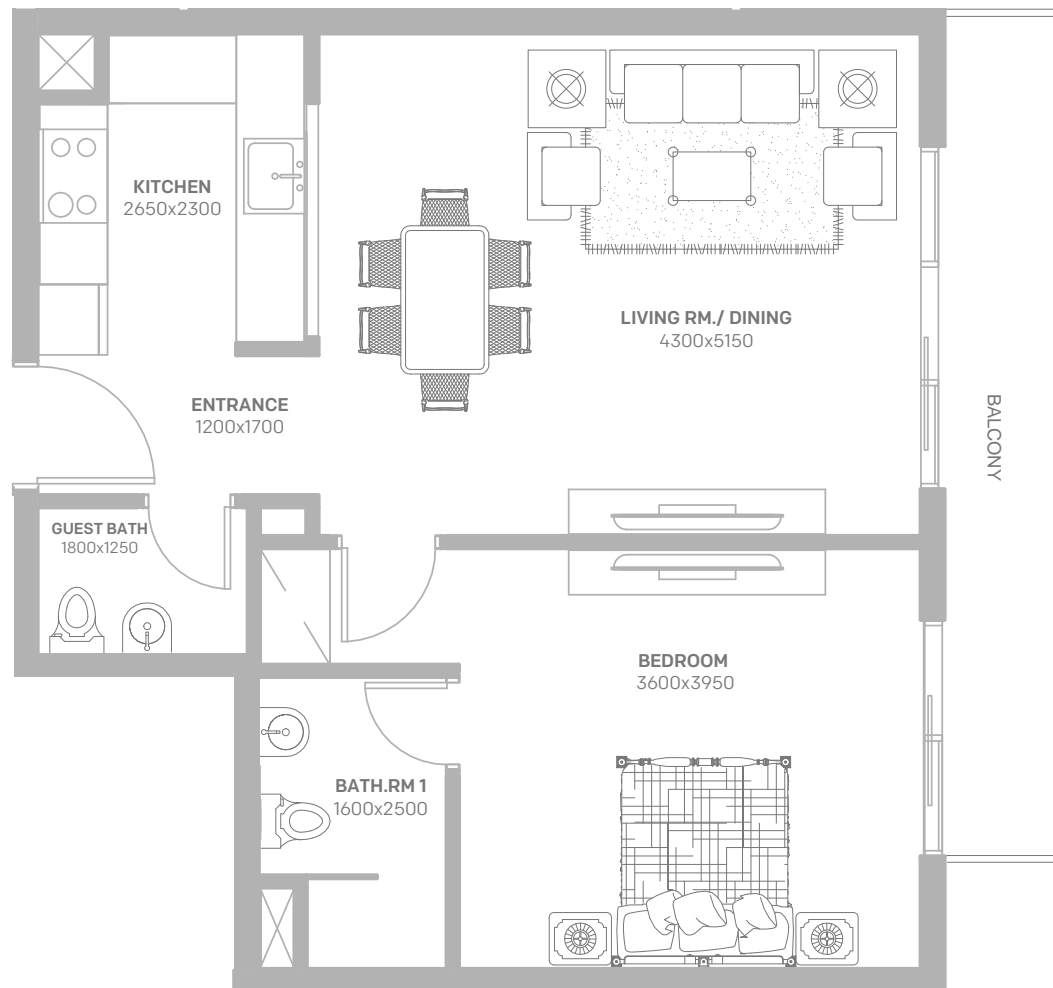 KITCHEN
2650x2300
LIVING RM./ DINING
4300x5150
ENTRANCE
1200x1700
BALCONY
GUEST BATH
1800x1250
BEDROOM
3600x3950
BATH.RM 1
1600x2500